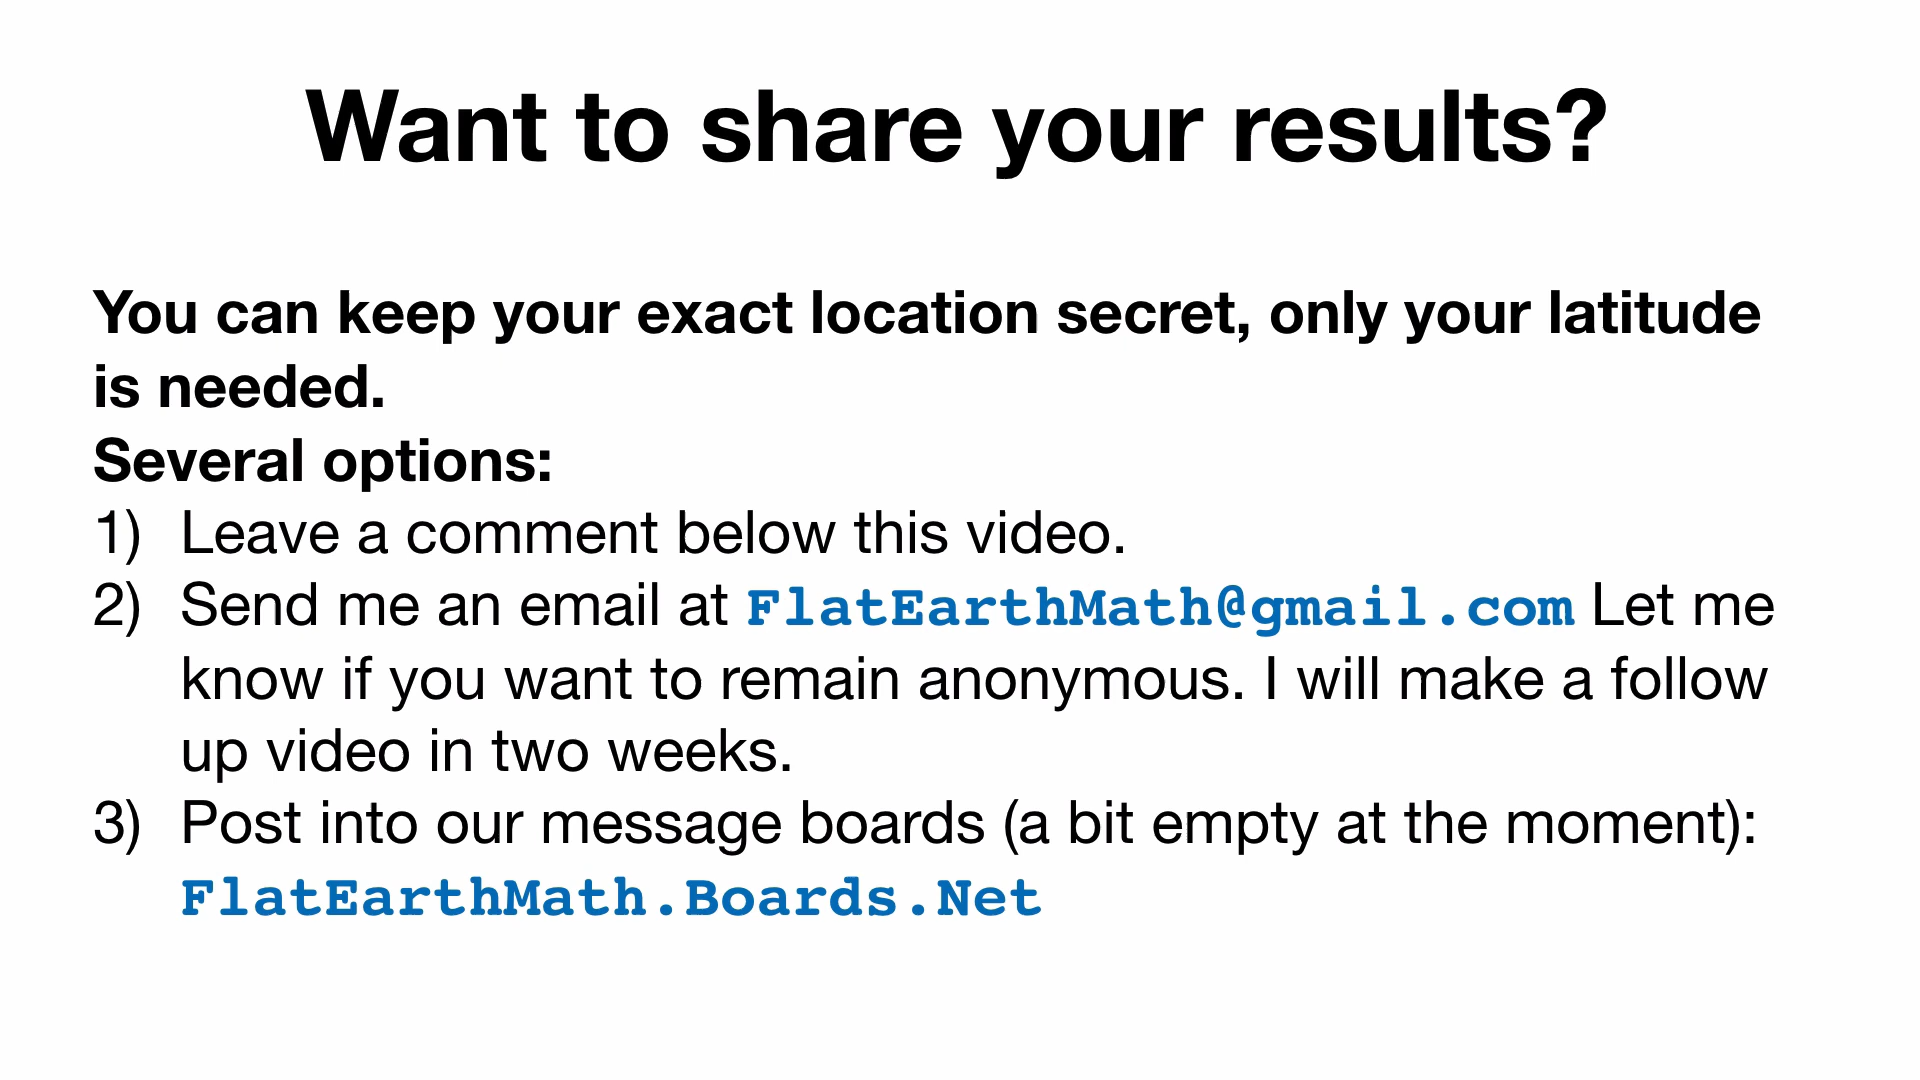 Want to share your results?
You can keep your exact location secret, only your latitude
is needed.
Several options:
1) Leave a comment below this video.
2) Send me an email at FlatEarthMath@gmail.com Let me
know if you want to remain anonymous. I will make a follow
up video in two weeks.
3) Post into our message boards (a bit empty at the moment):
FlatEarthMath.Boards.Net